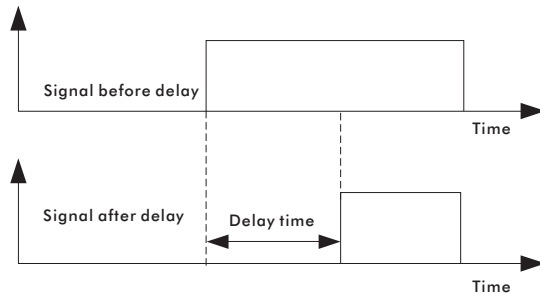 Signal before delay
Time
Signal after delay
Delay time
Time